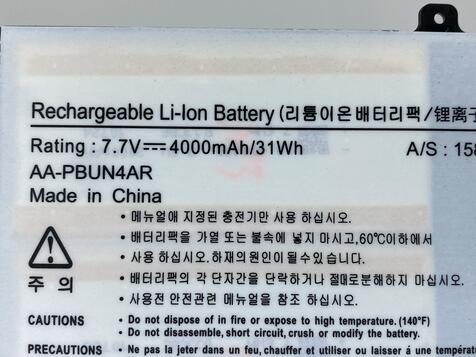 Rechargeable Li-Ion Battery (리튬이온배터리팩/锂离子
Rating : 7.7V⎓4000mAh/31Wh A/S : 158
AA-PBUN4AR
Made in China
• 메뉴얼에 지정된 충전기만 사용 하십시오.
• 배터리팩을 가열 또는 불속에 넣지 마시고,60℃이하에서
• 사용 하십시오. 하재의원인이 될수있습니다.
• 배터리팩의 각 단자간을 단락하거나 절대로분해하지 마십시오.
• 사용전 안전관련 메뉴얼을 참조 하십시오.
주 의
CAUTIONS • Do not dispose of in fire or expose to high temperature. (140°F)
• Do not disassemble, short circuit, crush or modify the battery.
PRECAUTIONS • Ne pas la jeter dans un feu, chauffer et utiliser ou laisser a une tempéra